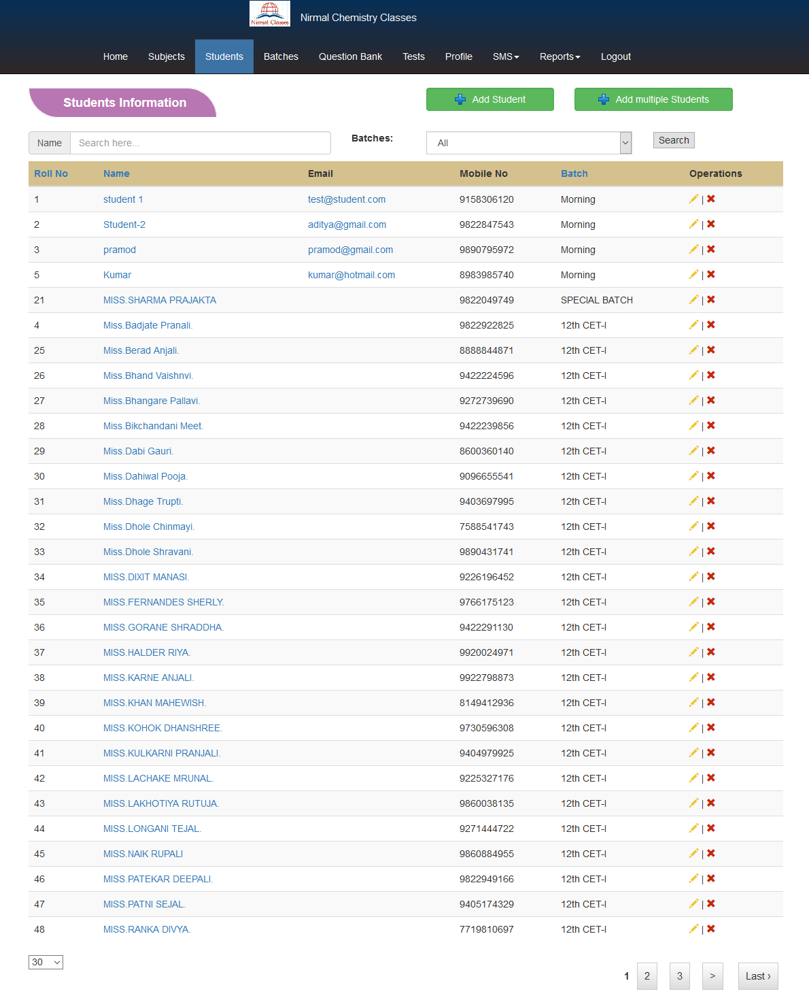 Nirmal Classes
Nirmal Chemistry Classes
Home Subjects Students Batches Question Bank Tests Profile SMS Reports Logout
Students Information
Add Student
Add multiple Students
Name Search here... Batches: All Search
Roll No Name Email Mobile No Batch Operations
1 student 1 test@student.com 9158306120 Morning |
2 Student-2 aditya@gmail.com 9822847543 Morning |
3 pramod pramod@gmail.com 9890795972 Morning |
5 Kumar kumar@hotmail.com 8983985740 Morning |
21 MISS.SHARMA PRAJAKTA 9822049749 SPECIAL BATCH |
4 Miss.Badjate Pranali. 9822922825 12th CET-I |
25 Miss.Berad Anjali. 8888844871 12th CET-I |
26 Miss.Bhand Vaishnvi. 9422224596 12th CET-I |
27 Miss.Bhangare Pallavi. 9272739690 12th CET-I |
28 Miss.Bikchandani Meet. 9422239856 12th CET-I |
29 Miss.Dabi Gauri. 8600360140 12th CET-I |
30 Miss.Dahiwal Pooja. 9096655541 12th CET-I |
31 Miss.Dhage Trupti. 9403697995 12th CET-I |
32 Miss.Dhole Chinmayi. 7588541743 12th CET-I |
33 Miss.Dhole Shravani. 9890431741 12th CET-I |
34 MISS.DIXIT MANASI. 9226196452 12th CET-I |
35 MISS.FERNANDES SHERLY. 9766175123 12th CET-I |
36 MISS.GORANE SHRADDHA. 9422291130 12th CET-I |
37 MISS.HALDER RIYA. 9920024971 12th CET-I |
38 MISS.KARNE ANJALI. 9922798873 12th CET-I |
39 MISS.KHAN MAHEWISH. 8149412936 12th CET-I |
40 MISS.KOHOK DHANSHREE. 9730596308 12th CET-I |
41 MISS.KULKARNI PRANJALI. 9404979925 12th CET-I |
42 MISS.LACHAKE MRUNAL. 9225327176 12th CET-I |
43 MISS.LAKHOTIYA RUTUJA. 9860038135 12th CET-I |
44 MISS.LONGANI TEJAL. 9271444722 12th CET-I |
45 MISS.NAIK RUPALI 9860884955 12th CET-I |
46 MISS.PATEKAR DEEPALI. 9822949166 12th CET-I |
47 MISS.PATNI SEJAL. 9405174329 12th CET-I |
48 MISS.RANKA DIVYA. 7719810697 12th CET-I |
30
1 2 3 > Last ›